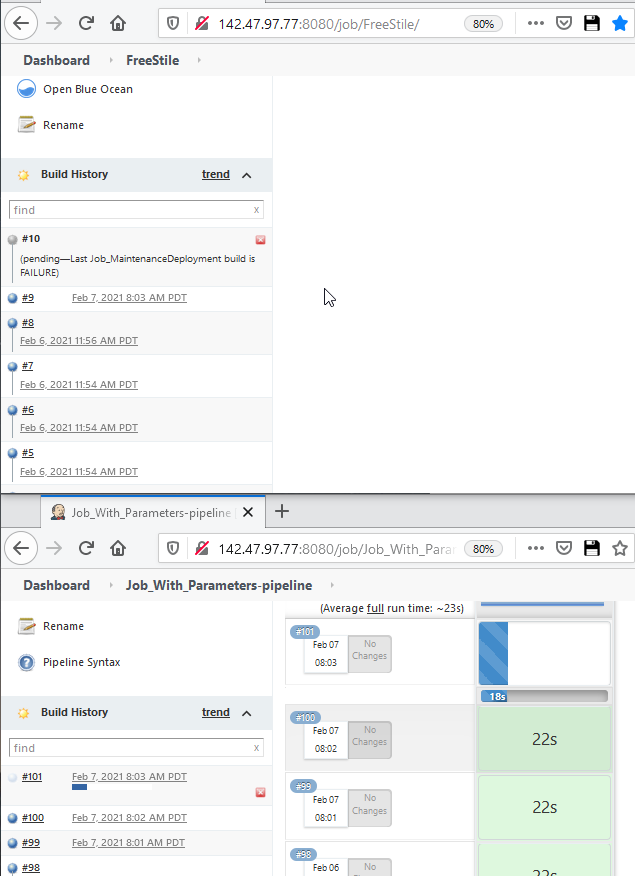 142.47.97.77:8080/job/FreeStile/ 80%
Dashboard FreeStile
Open Blue Ocean
Rename
Build History trend
find x
#10
(pending—Last Job_MaintenanceDeployment build is
FAILURE)
#9 Feb 7, 2021 8:03 AM PDT
#8
Feb 6, 2021 11:56 AM PDT
#7
Feb 6, 2021 11:54 AM PDT
#6
Feb 6, 2021 11:54 AM PDT
#5
Feb 6, 2021 11:54 AM PDT
Job_With_Parameters-pipeline
142.47.97.77:8080/job/Job_With_Para 80%
Dashboard Job_With_Parameters-pipeline
Rename
Pipeline Syntax
Build History trend
find x
#101 Feb 7, 2021 8:03 AM PDT
#100 Feb 7, 2021 8:02 AM PDT
#99 Feb 7, 2021 8:01 AM PDT
#98
(Average full run time: ~23s)
#101
Feb 07
08:03
No
Changes
18s
#100
Feb 07
08:02
No
Changes
22s
#99
Feb 07
08:01
No
Changes
22s
#98
Feb 06
No
22s